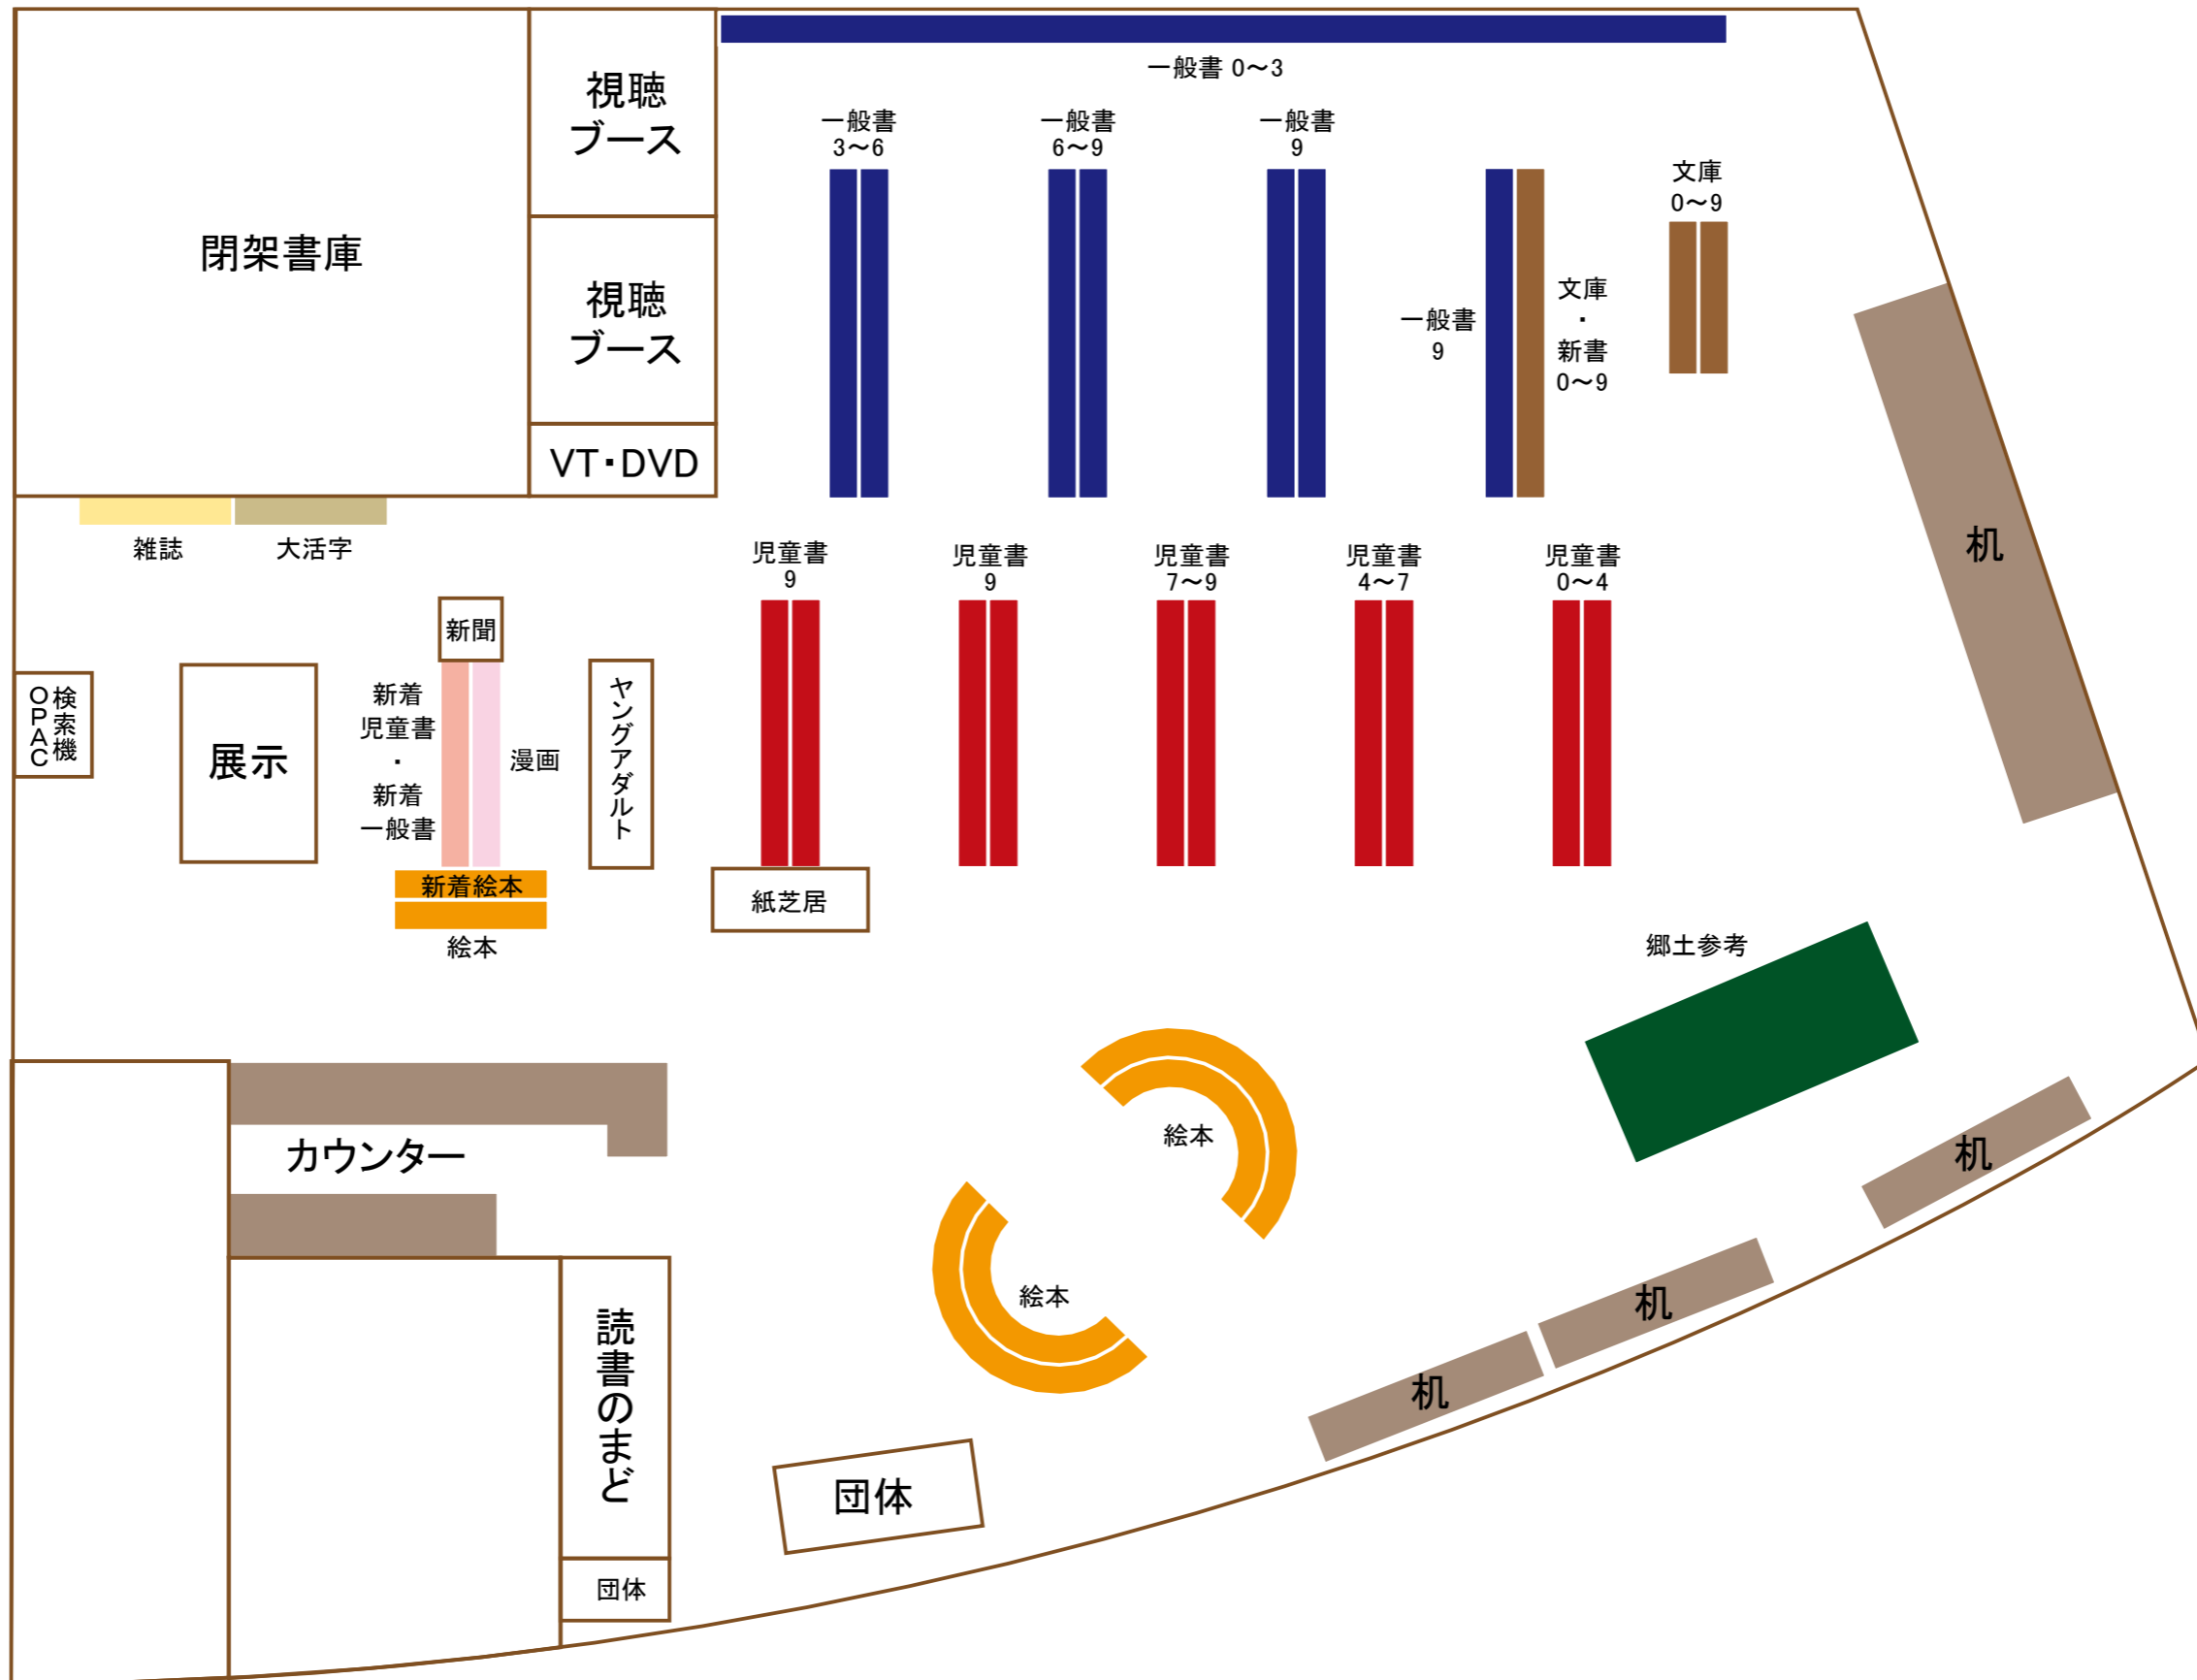 一般書 0～3
視聴
ブース
一般書
3～6
一般書
6～9
一般書
9
文庫
0～9
閉架書庫
視聴
ブース
一般書
9
文庫
・
新書
0～9
VT・DVD
雑誌
大活字
机
児童書
9
児童書
9
児童書
7～9
児童書
4～7
児童書
0～4
新聞
検索機
OPAC
展示
新着
児童書
・
新着
一般書
漫画
ヤングアダルト
新着絵本
絵本
紙芝居
郷土参考
カウンター
絵本
机
絵本
机
机
読書のまど
団体
団体